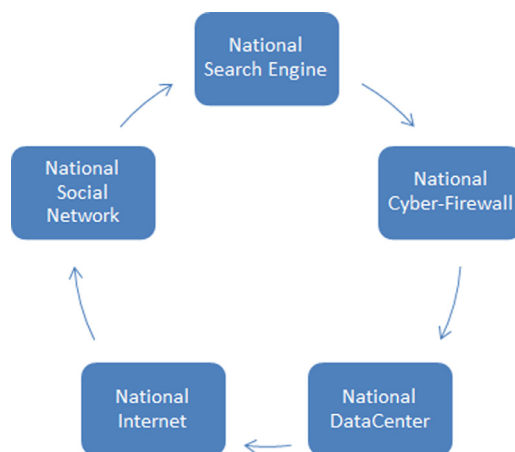 National
Search Engine
National
Cyber-Firewall
National
DataCenter
National
Internet
National
Social
Network